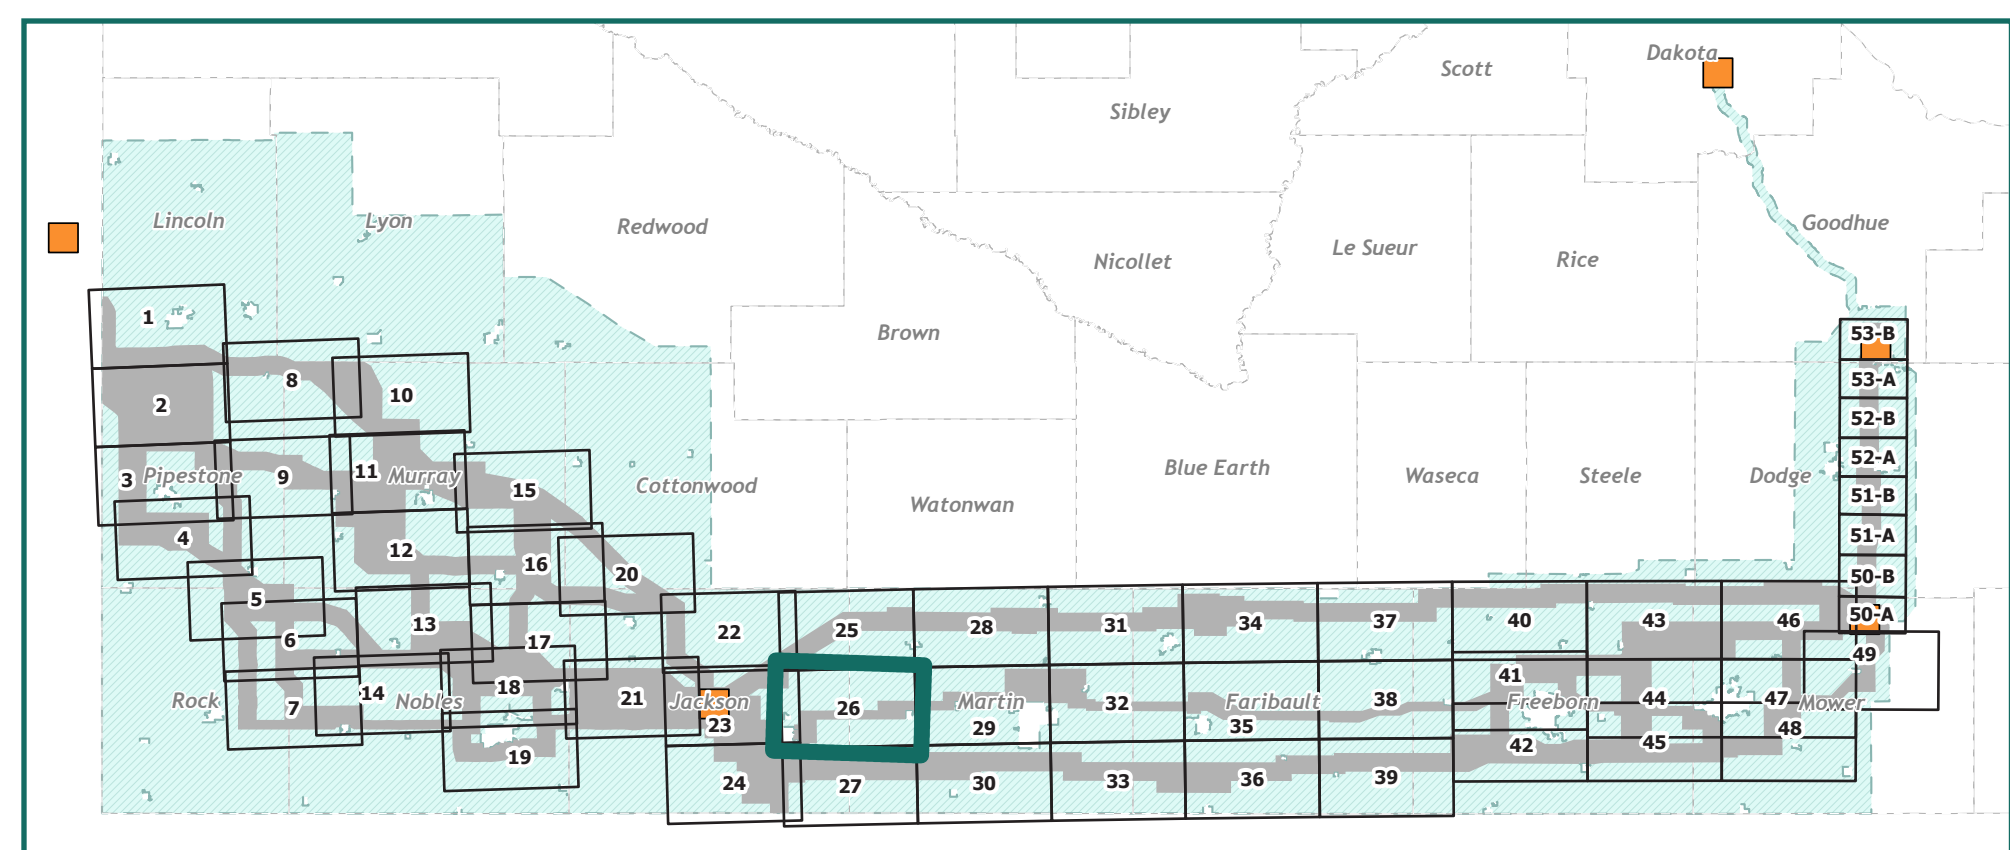 Dakota
Scott
Sibley
Lincoln
Lyon
Redwood
Goodhue
Le Sueur
Rice
Nicollet
1
Brown
53-B
8
53-A
10
2
52-B
52-A
Blue Earth
11
Pipestone
9
Murray
Waseca
Steele
Dodge
3
Cottonwood
15
51-B
Watonwan
4
51-A
12
16
20
50-B
5
50-A
6
13
17
22
25
28
31
34
37
40
43
46
49
41
Rock
7
14
Nobles
18
21
Jackson
23
26
Martin
29
32
Faribault
35
38
Freeborn
44
47
Mower
48
19
24
27
30
33
36
39
42
45